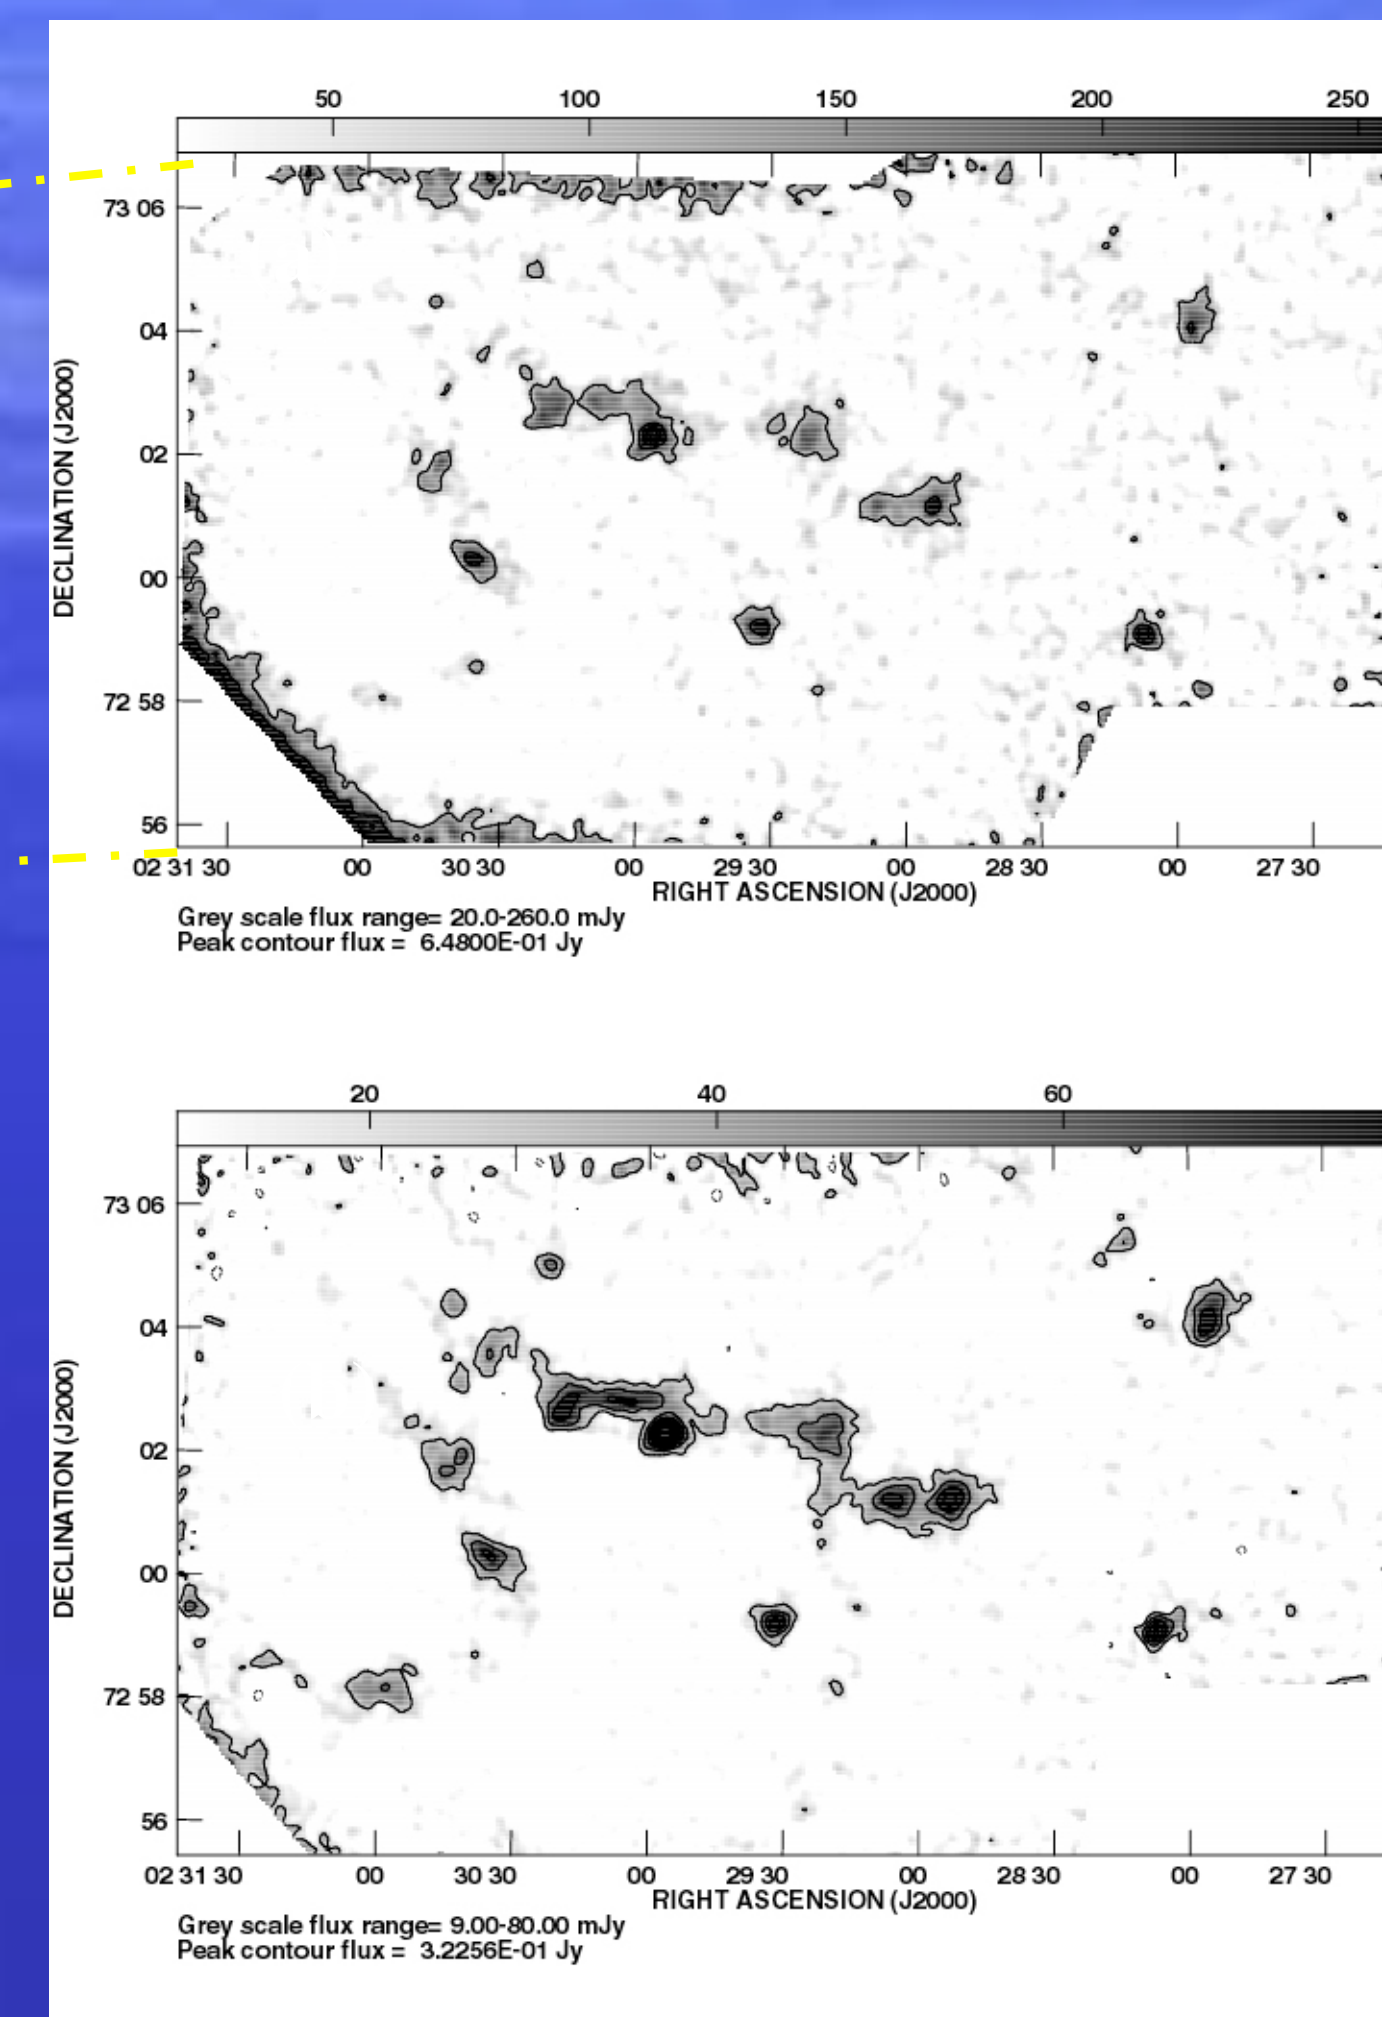 50 100 150 200 250
73 06
04
02
00
72 58
56
DECLINATION (J2000)
02 31 30 00 30 30 00 29 30 00 28 30 00 27 30
RIGHT ASCENSION (J2000)
Grey scale flux range= 20.0-260.0 mJy
Peak contour flux = 6.4800E-01 Jy
20 40 60
73 06
04
02
00
72 58
56
DECLINATION (J2000)
02 31 30 00 30 30 00 29 30 00 28 30 00 27 30
RIGHT ASCENSION (J2000)
Grey scale flux range= 9.00-80.00 mJy
Peak contour flux = 3.2256E-01 Jy